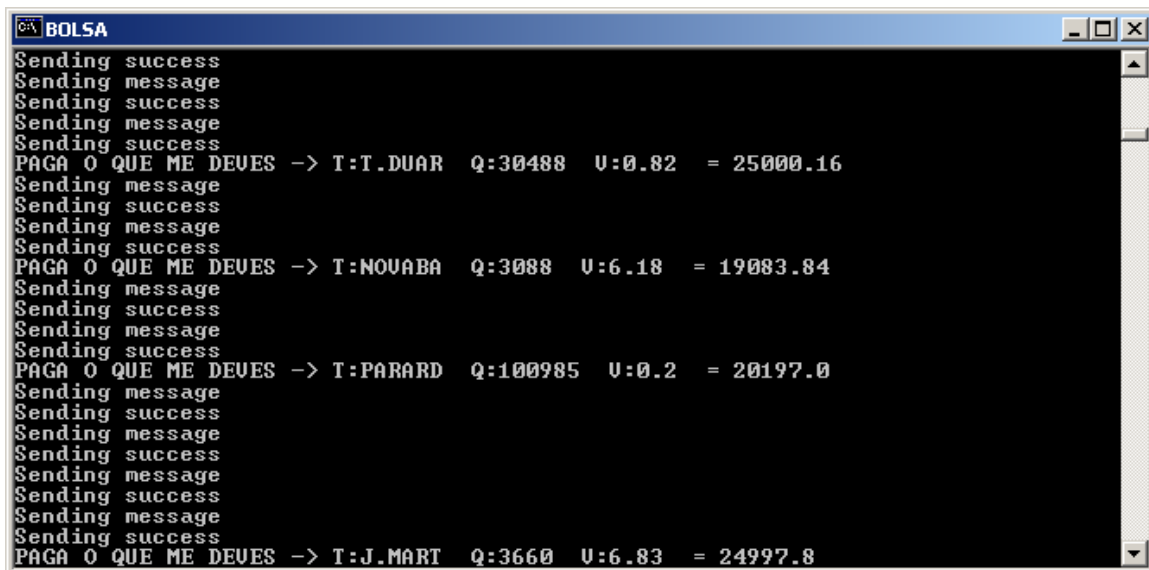 BOLSA
Sending success
Sending message
Sending success
Sending message
Sending success
PAGA O QUE ME DEVES -> T:T.DUAR Q:30488 V:0.82 = 25000.16
Sending message
Sending success
Sending message
Sending success
PAGA O QUE ME DEVES -> T:NOVABA Q:3088 V:6.18 = 19083.84
Sending message
Sending success
Sending message
Sending success
PAGA O QUE ME DEVES -> T:PARARD Q:100985 V:0.2 = 20197.0
Sending message
Sending success
Sending message
Sending success
Sending message
Sending success
Sending message
Sending success
PAGA O QUE ME DEVES -> T:J.MART Q:3660 V:6.83 = 24997.8